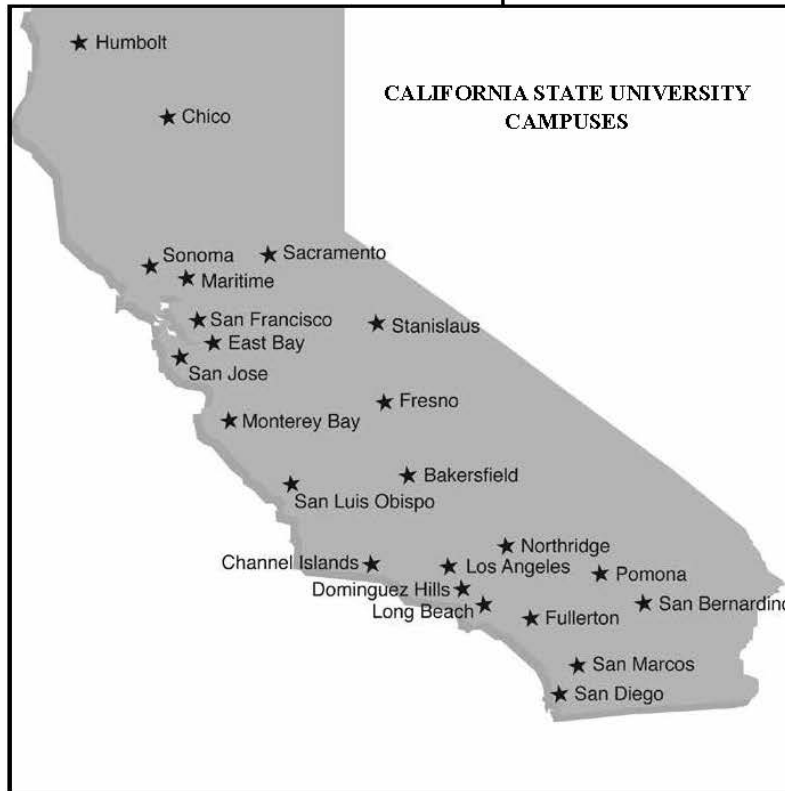 Humbolt
CALIFORNIA STATE UNIVERSITY
CAMPUSES
Chico
Sonoma
Sacramento
Maritime
San Francisco
Stanislaus
East Bay
San Jose
Fresno
Monterey Bay
Bakersfield
San Luis Obispo
Northridge
Channel Islands
Los Angeles
Pomona
Dominguez Hills
San Bernardino
Long Beach
Fullerton
San Marcos
San Diego